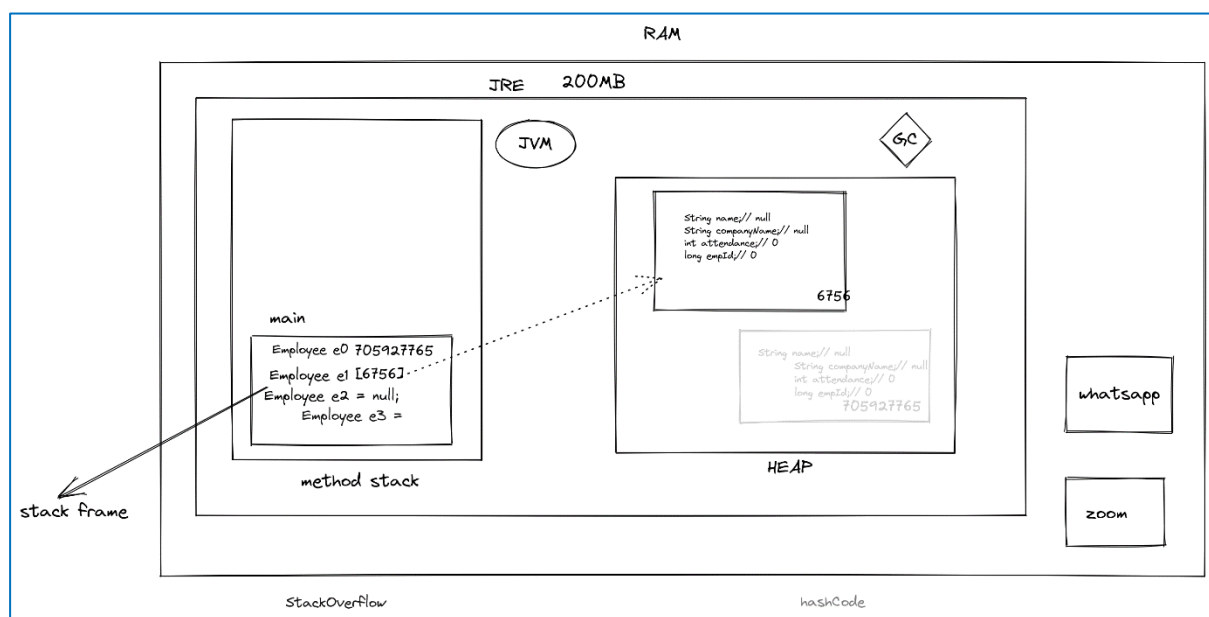 RAM
JRE 200MB
JVM
GC
String name;// null
String companyName;// null
int attendance;// 0
long empId;// 0
6756
main
Employee e0 705927765
Employee e1 [6756]
Employee e2 = null;
Employee e3 =
String name;// null
String companyName;// null
int attendance;// 0
long empId;// 0
705927765
whatsapp
HEAP
method stack
stack frame
zoom
StackOverflow
hashCode